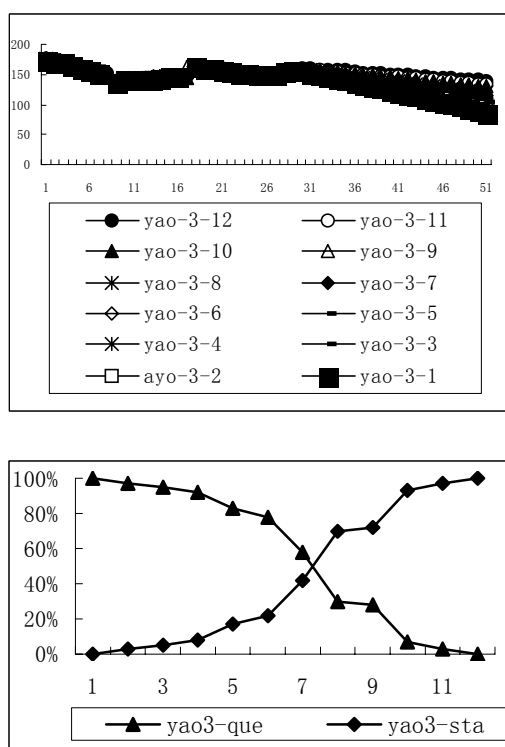 200
150
100
50
0
1 6 11 16 21 26 31 36 41 46 51
yao-3-12 yao-3-11
yao-3-10 yao-3-9
yao-3-8 yao-3-7
yao-3-6 yao-3-5
yao-3-4 yao-3-3
ayo-3-2 yao-3-1
100%
80%
60%
40%
20%
0%
1 3 5 7 9 11
yao3-que yao3-sta